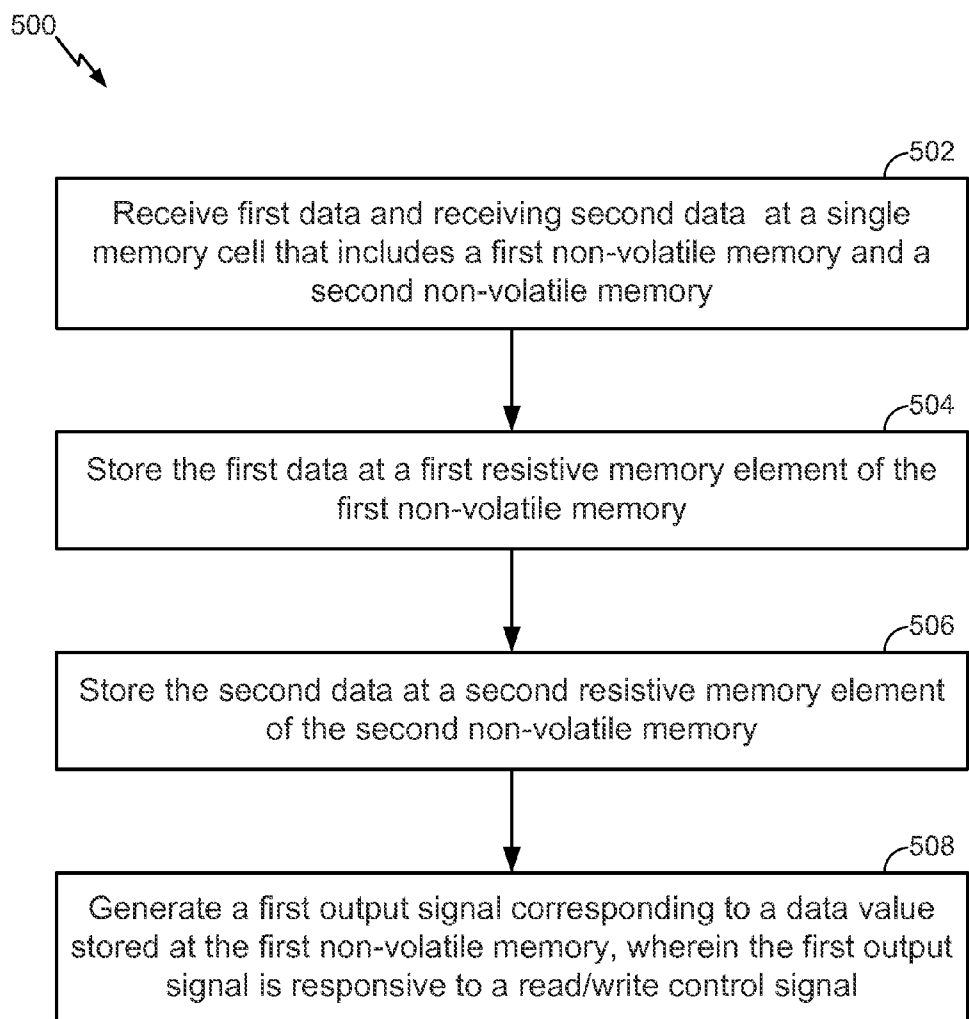 500
502
Receive first data and receiving second data at a single
memory cell that includes a first non-volatile memory and a
second non-volatile memory
504
Store the first data at a first resistive memory element of the
first non-volatile memory
506
Store the second data at a second resistive memory element
of the second non-volatile memory
508
Generate a first output signal corresponding to a data value
stored at the first non-volatile memory, wherein the first output
signal is responsive to a read/write control signal